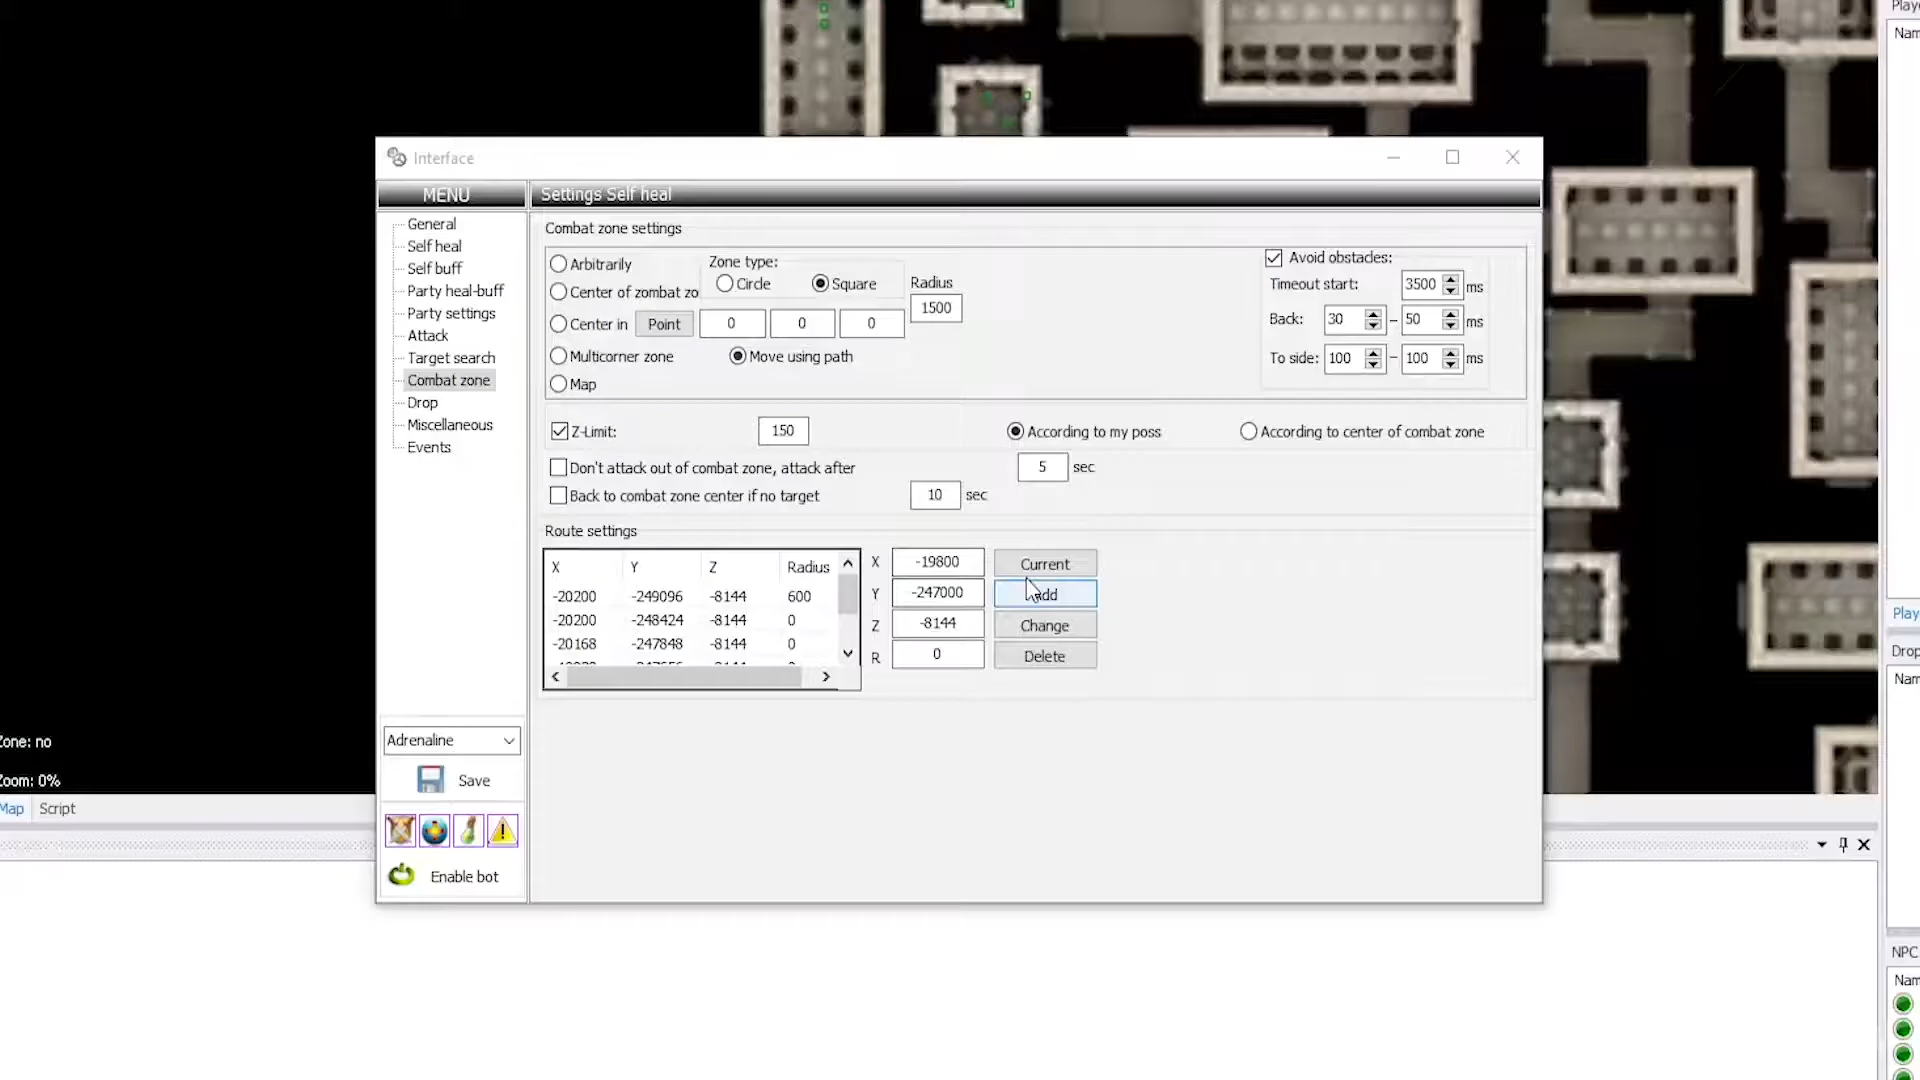 Playe
Nam
Interface
MENU
Settings Self heal
General
Self heal
Self buff
Party heal-buff
Party settings
Attack
Target search
Combat zone
Drop
Miscellaneous
Events
Combat zone settings
Arbitrarily
Zone type:
Circle
Square
Radius
Center of zombat zo
1500
Center in
Point
0
0
0
Multicorner zone
Move using path
Map
Avoid obstacles:
Timeout start:
3500
ms
Back:
30
-
50
ms
To side:
100
-
100
ms
Z-Limit:
150
According to my poss
According to center of combat zone
Don't attack out of combat zone, attack after
5
sec
Back to combat zone center if no target
10
sec
Route settings
X Y Z Radius
-20200 -249096 -8144 600
-20200 -248424 -8144 0
-20168 -247848 -8144 0
X
-19800
Current
Y
-247000
Add
Z
-8144
Change
R
0
Delete
Adrenaline
Save
Enable bot
Zone: no
Zoom: 0%
Map
Script
Playe
Drop
Nam
NPC
Nam